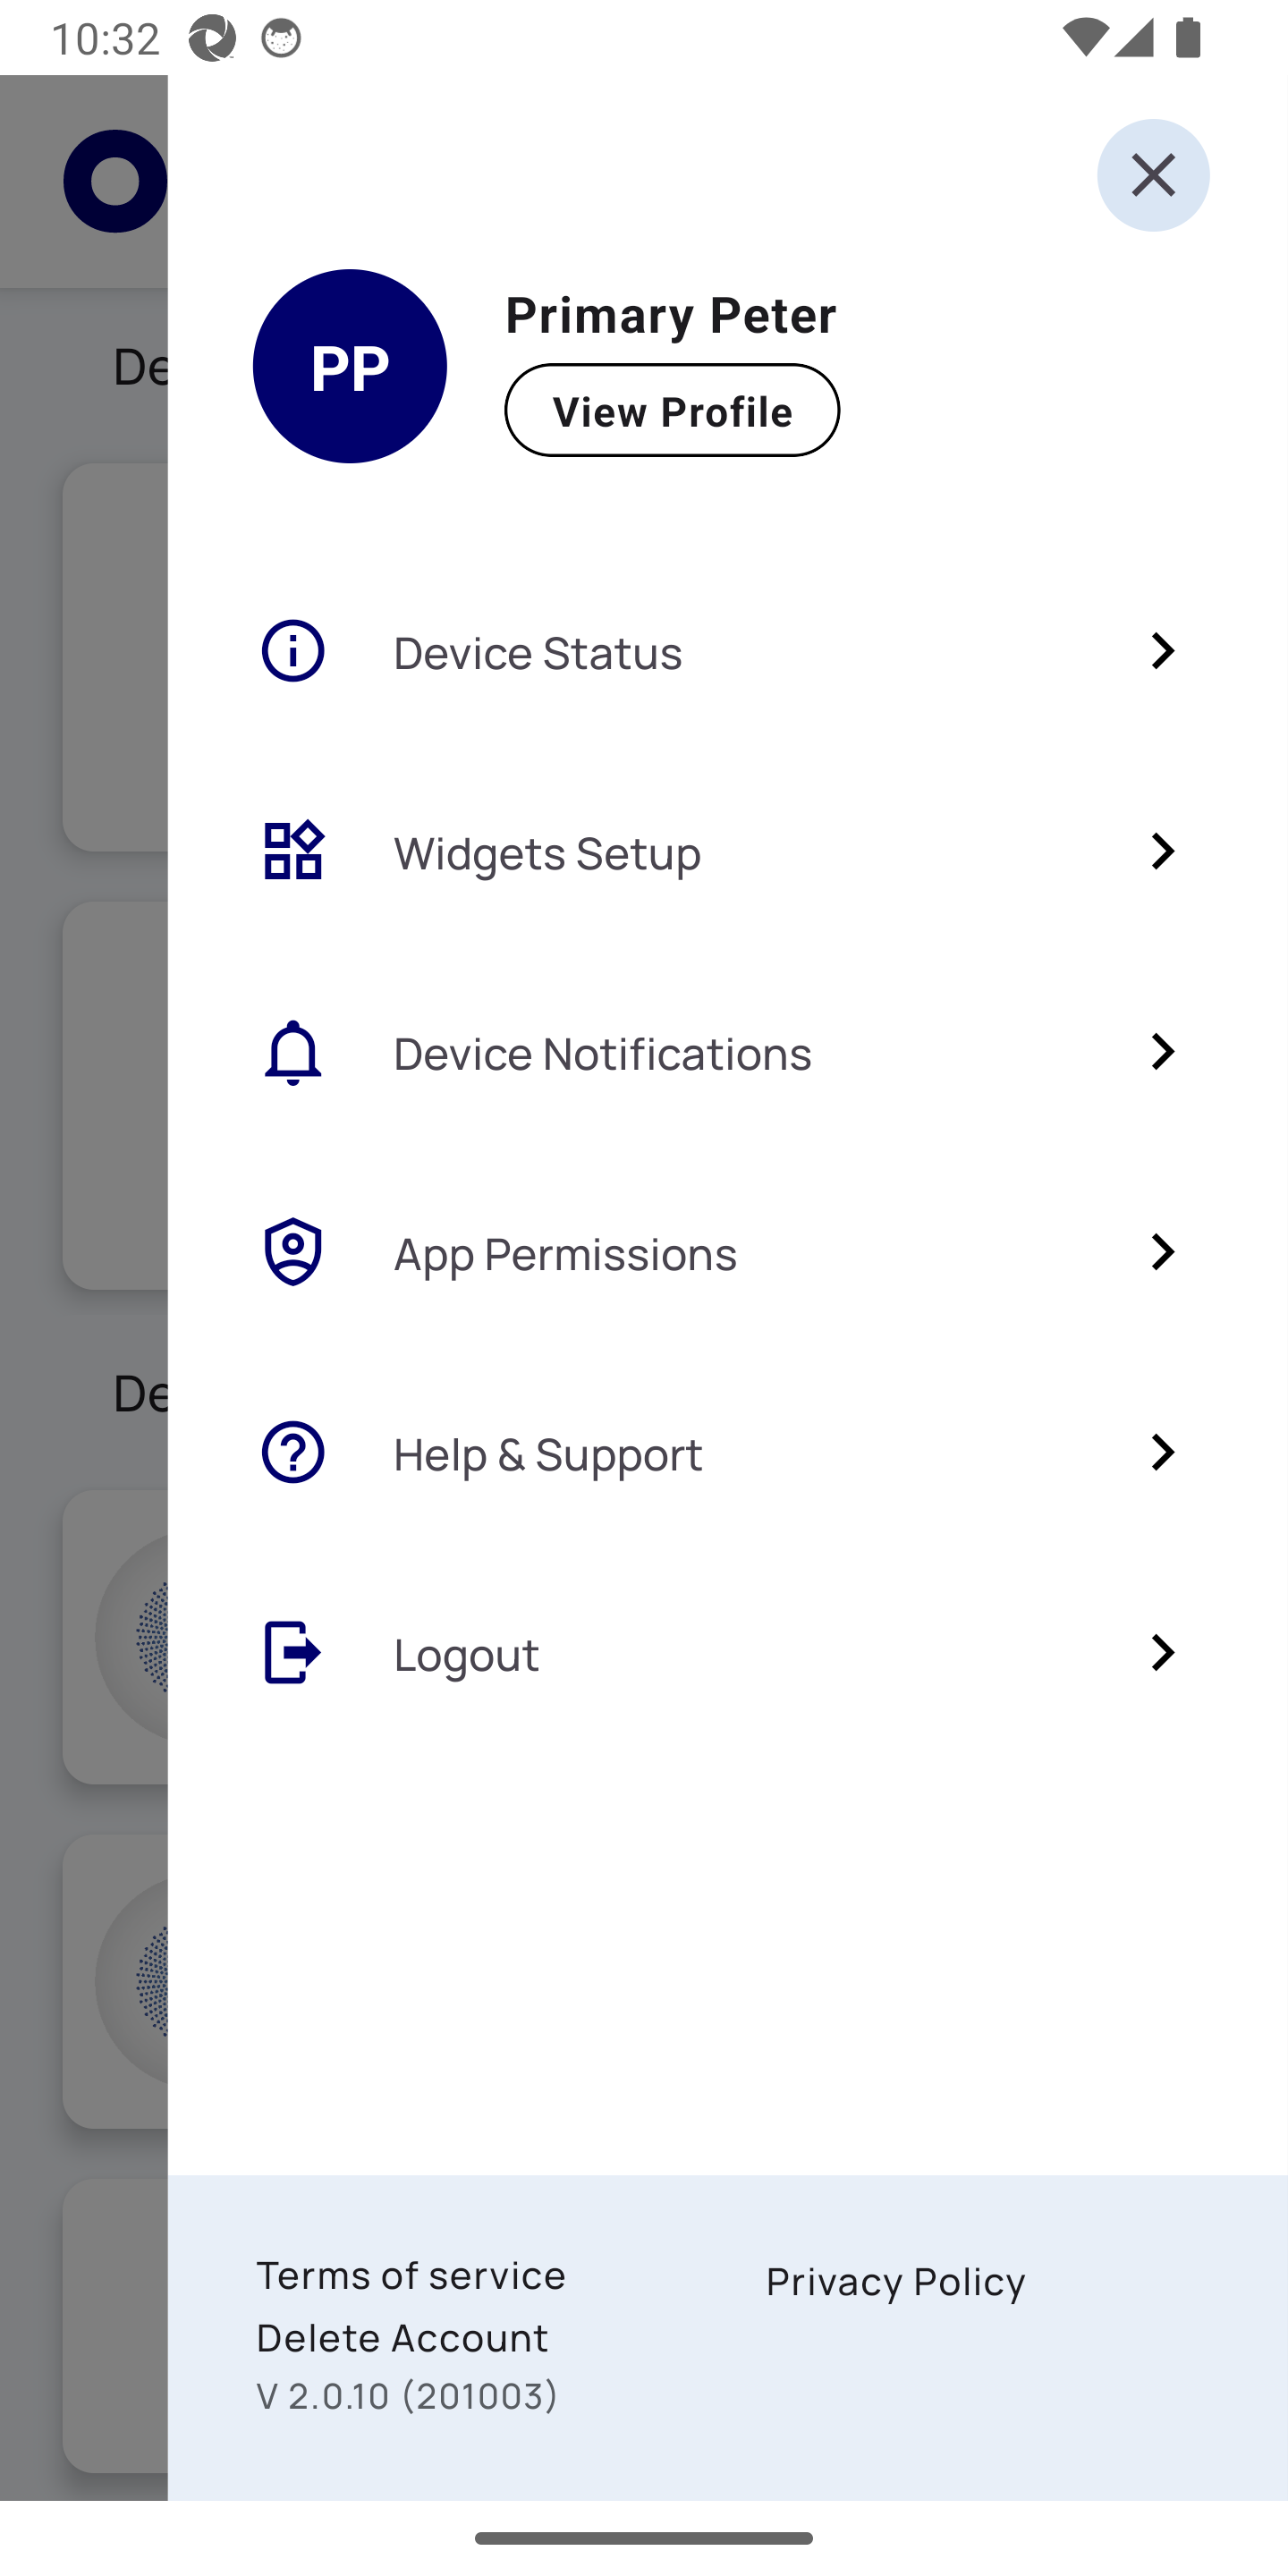 10:32
PP
Primary Peter
View Profile
De
Device Status
Widgets Setup
Device Notifications
App Permissions
De
Help & Support
Logout
Terms of service
Privacy Policy
Delete Account
V 2.0.10 (201003)